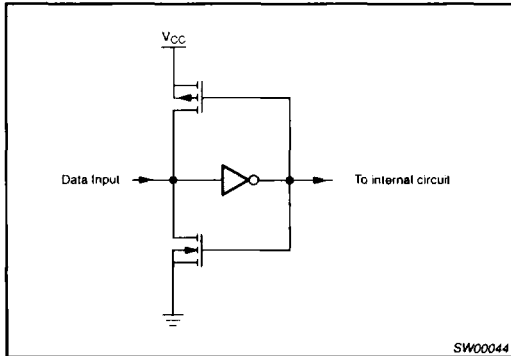 VCC
Data Input
To internal circuit
SW00044